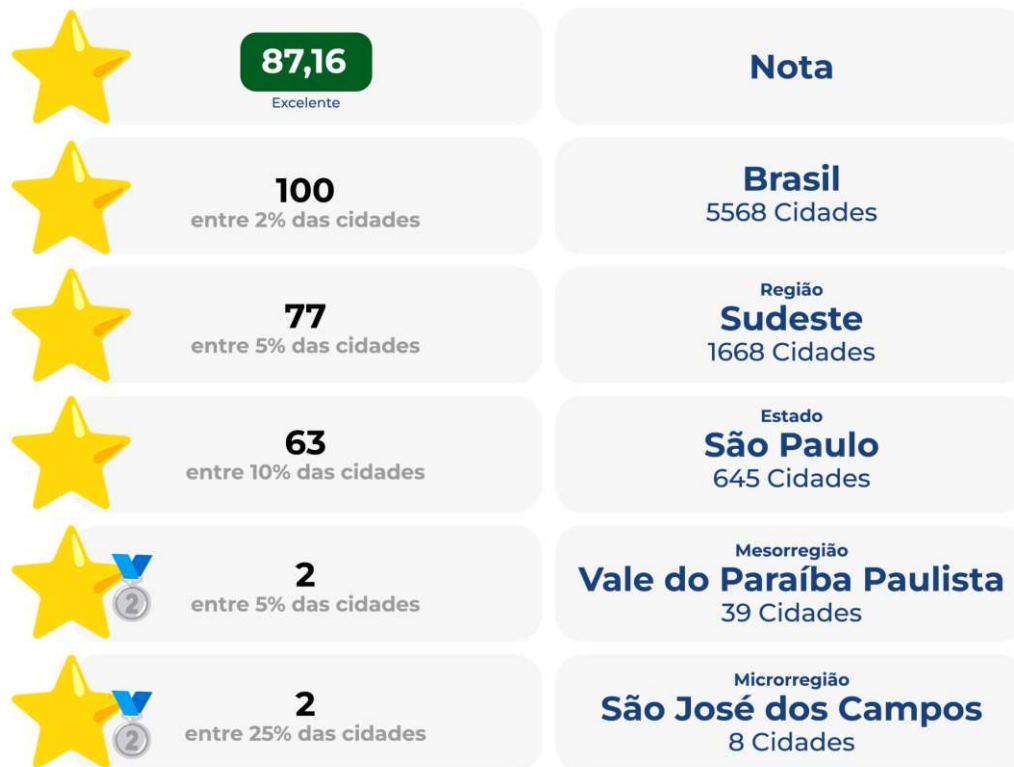 87,16
Excelente
Nota
100
entre 2% das cidades
Brasil
5568 Cidades
77
entre 5% das cidades
Região
Sudeste
1668 Cidades
63
entre 10% das cidades
Estado
São Paulo
645 Cidades
2
2
entre 5% das cidades
Mesorregião
Vale do Paraíba Paulista
39 Cidades
2
2
entre 25% das cidades
Microrregião
São José dos Campos
8 Cidades